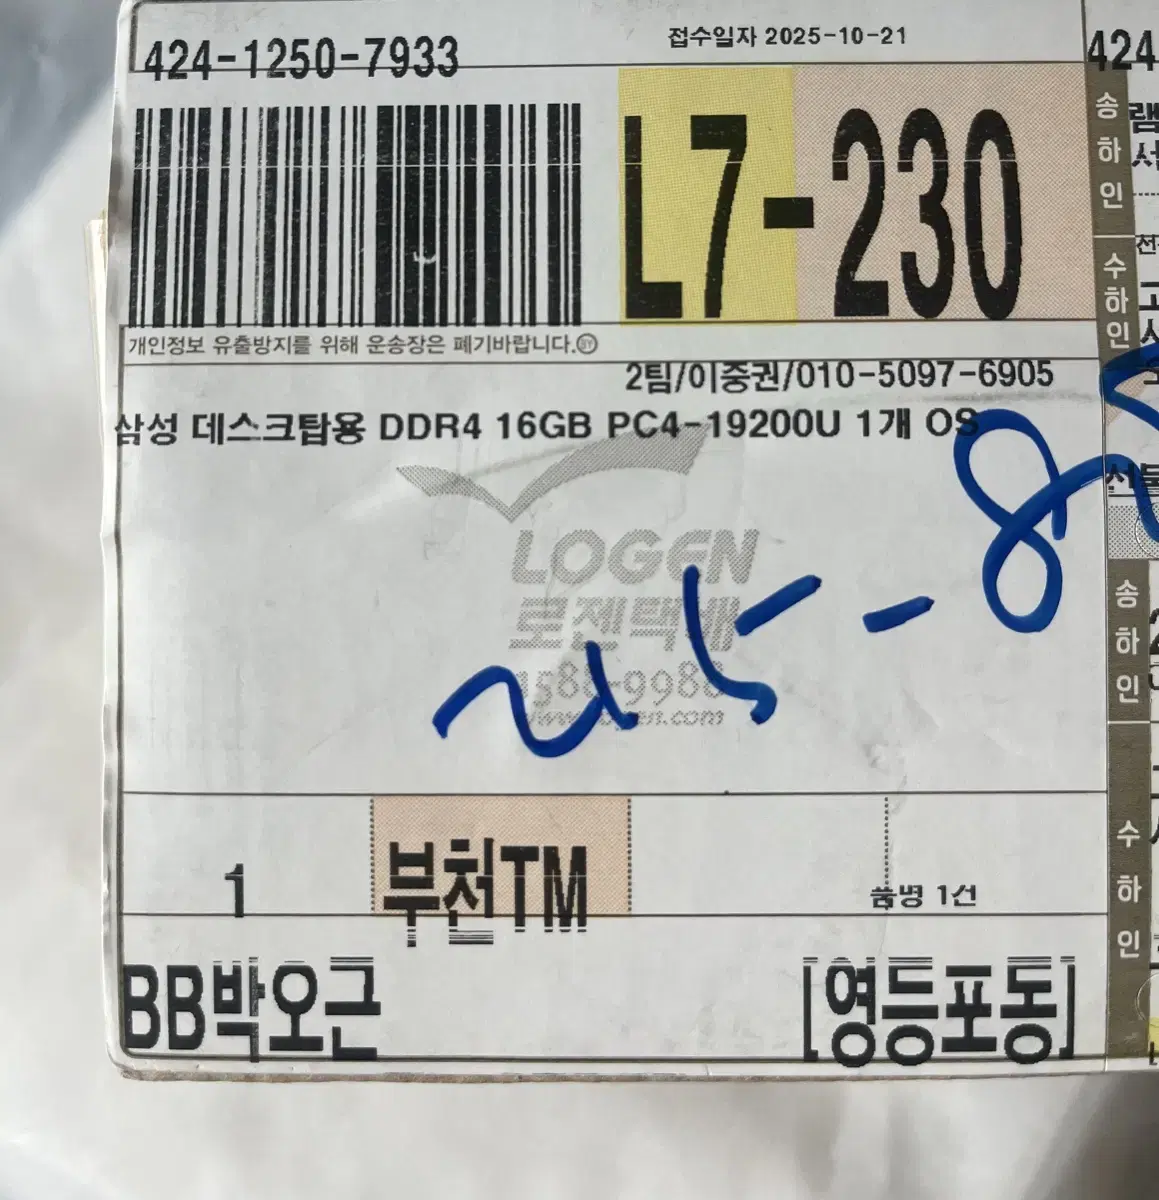 424-1250-7933
접수일자 2025-10-21
424
L7-230
송하인
수하인
개인정보 유출방지를 위해 운송장은 폐기바랍니다.
2팀/이중권/010-5097-6905
삼성 데스크탑용 DDR4 16GB PC4-19200U 1개 OS
LOGEN
로젠택배
1588-9988
215-8
송하인
1
부천TM
품명 1건
수하인
BB박오근
[영등포동]